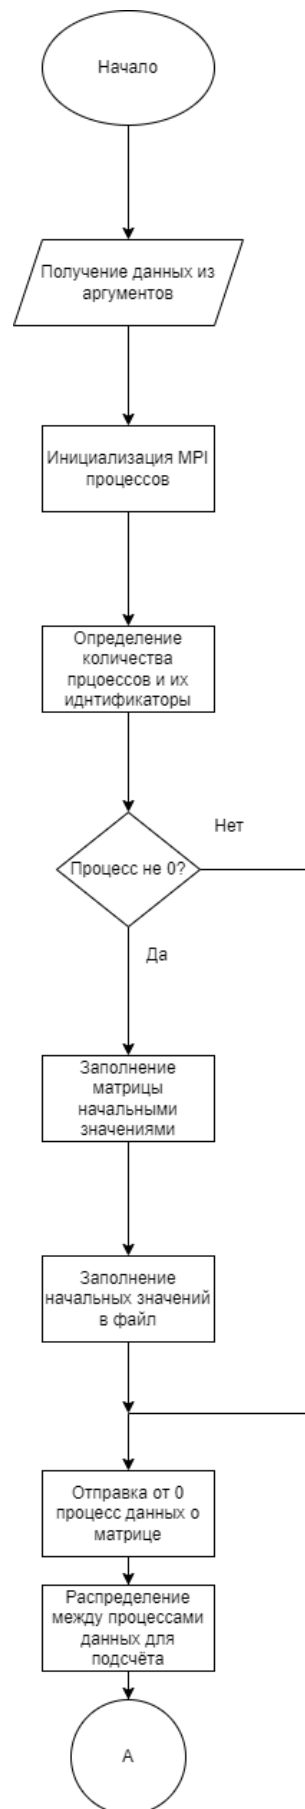 Начало
Получение данных из
аргументов
Инициализация MPI
процессов
Определение
количества
прцоессов и их
иднтификаторы
Нет
Процесс не 0?
Да
Заполнение
матрицы
начальными
значениями
Заполнение
начальных значений
в файл
Отправка от 0
процесс данных о
матрице
Распределение
между процессами
данных для
подсчёта
А